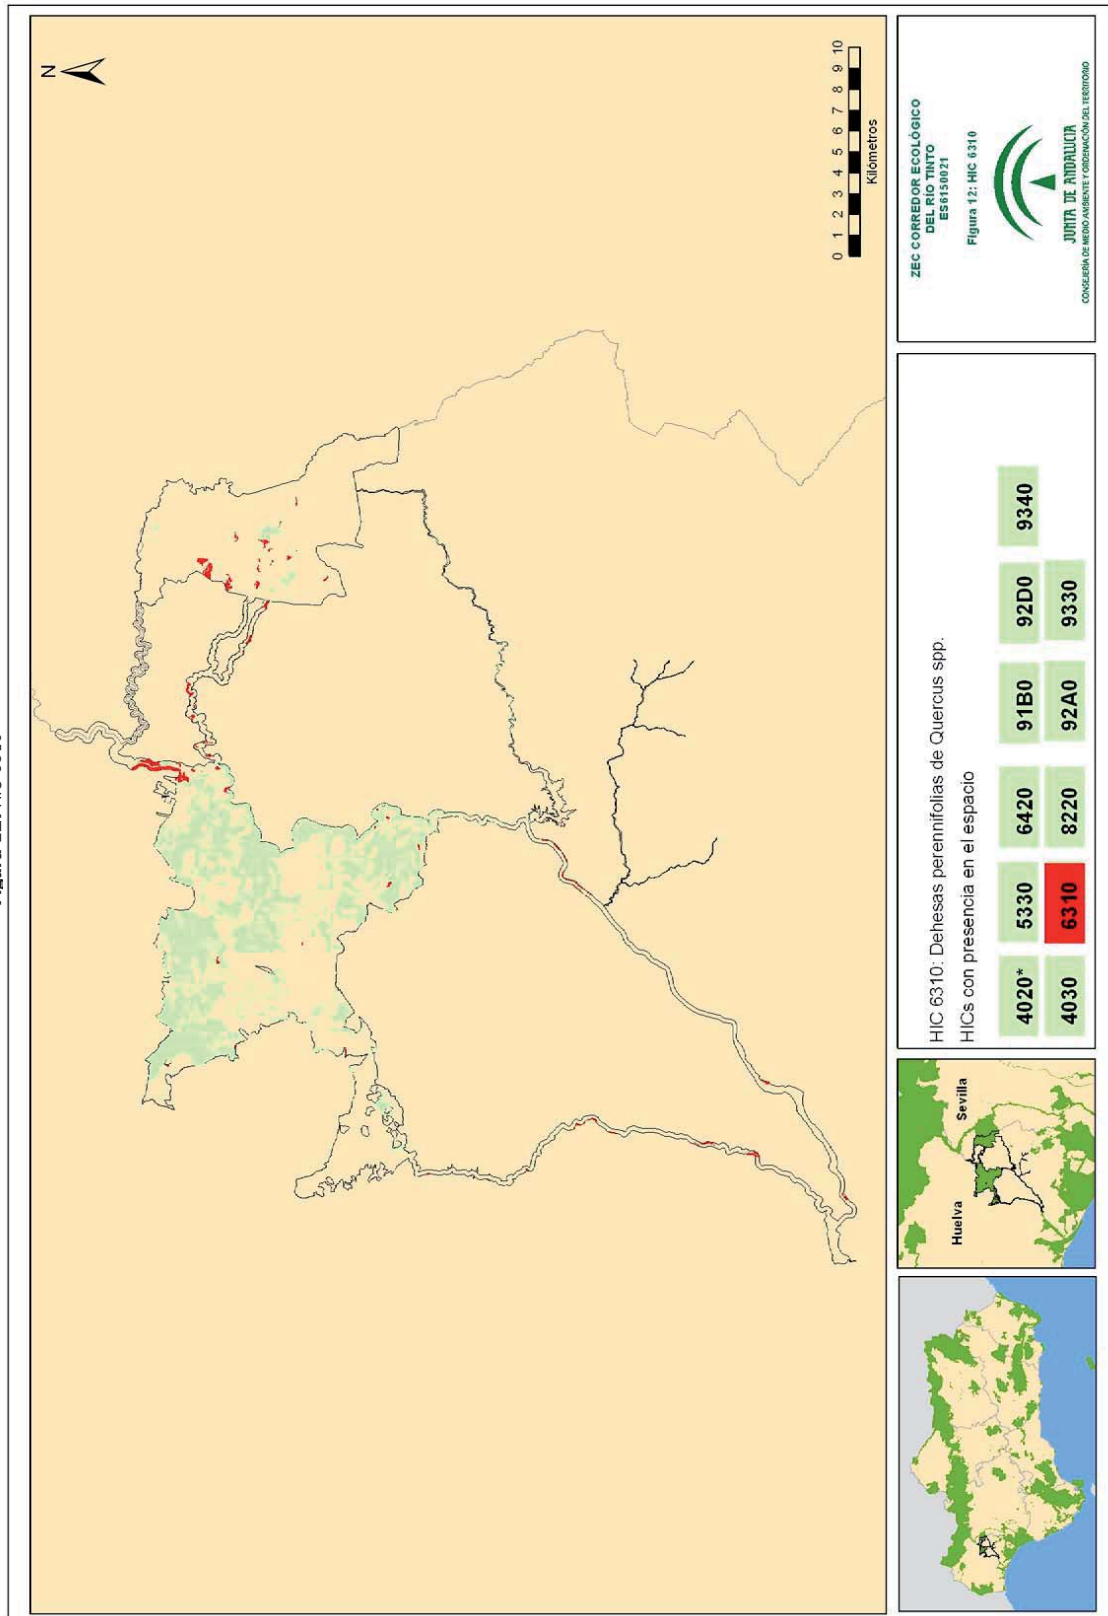 N
0 1 2 3 4 5 6 7 8 9 10
Kilómetros
Huelva
Sevilla
HIC 6310: Dehesas perennifolias de Quercus spp.
HICs con presencia en el espacio
4020* 5330 6420 91B0 92D0 9340
4030 6310 8220 92A0 9330
ZEC CORREDOR ECOLÓGICO
DEL RÍO TINTO
ES6150021
Figura 12: HIC 6310
JUNTA DE ANDALUCIA
CONSEJERÍA DE MEDIO AMBIENTE Y ORDENACIÓN DEL TERRITORIO